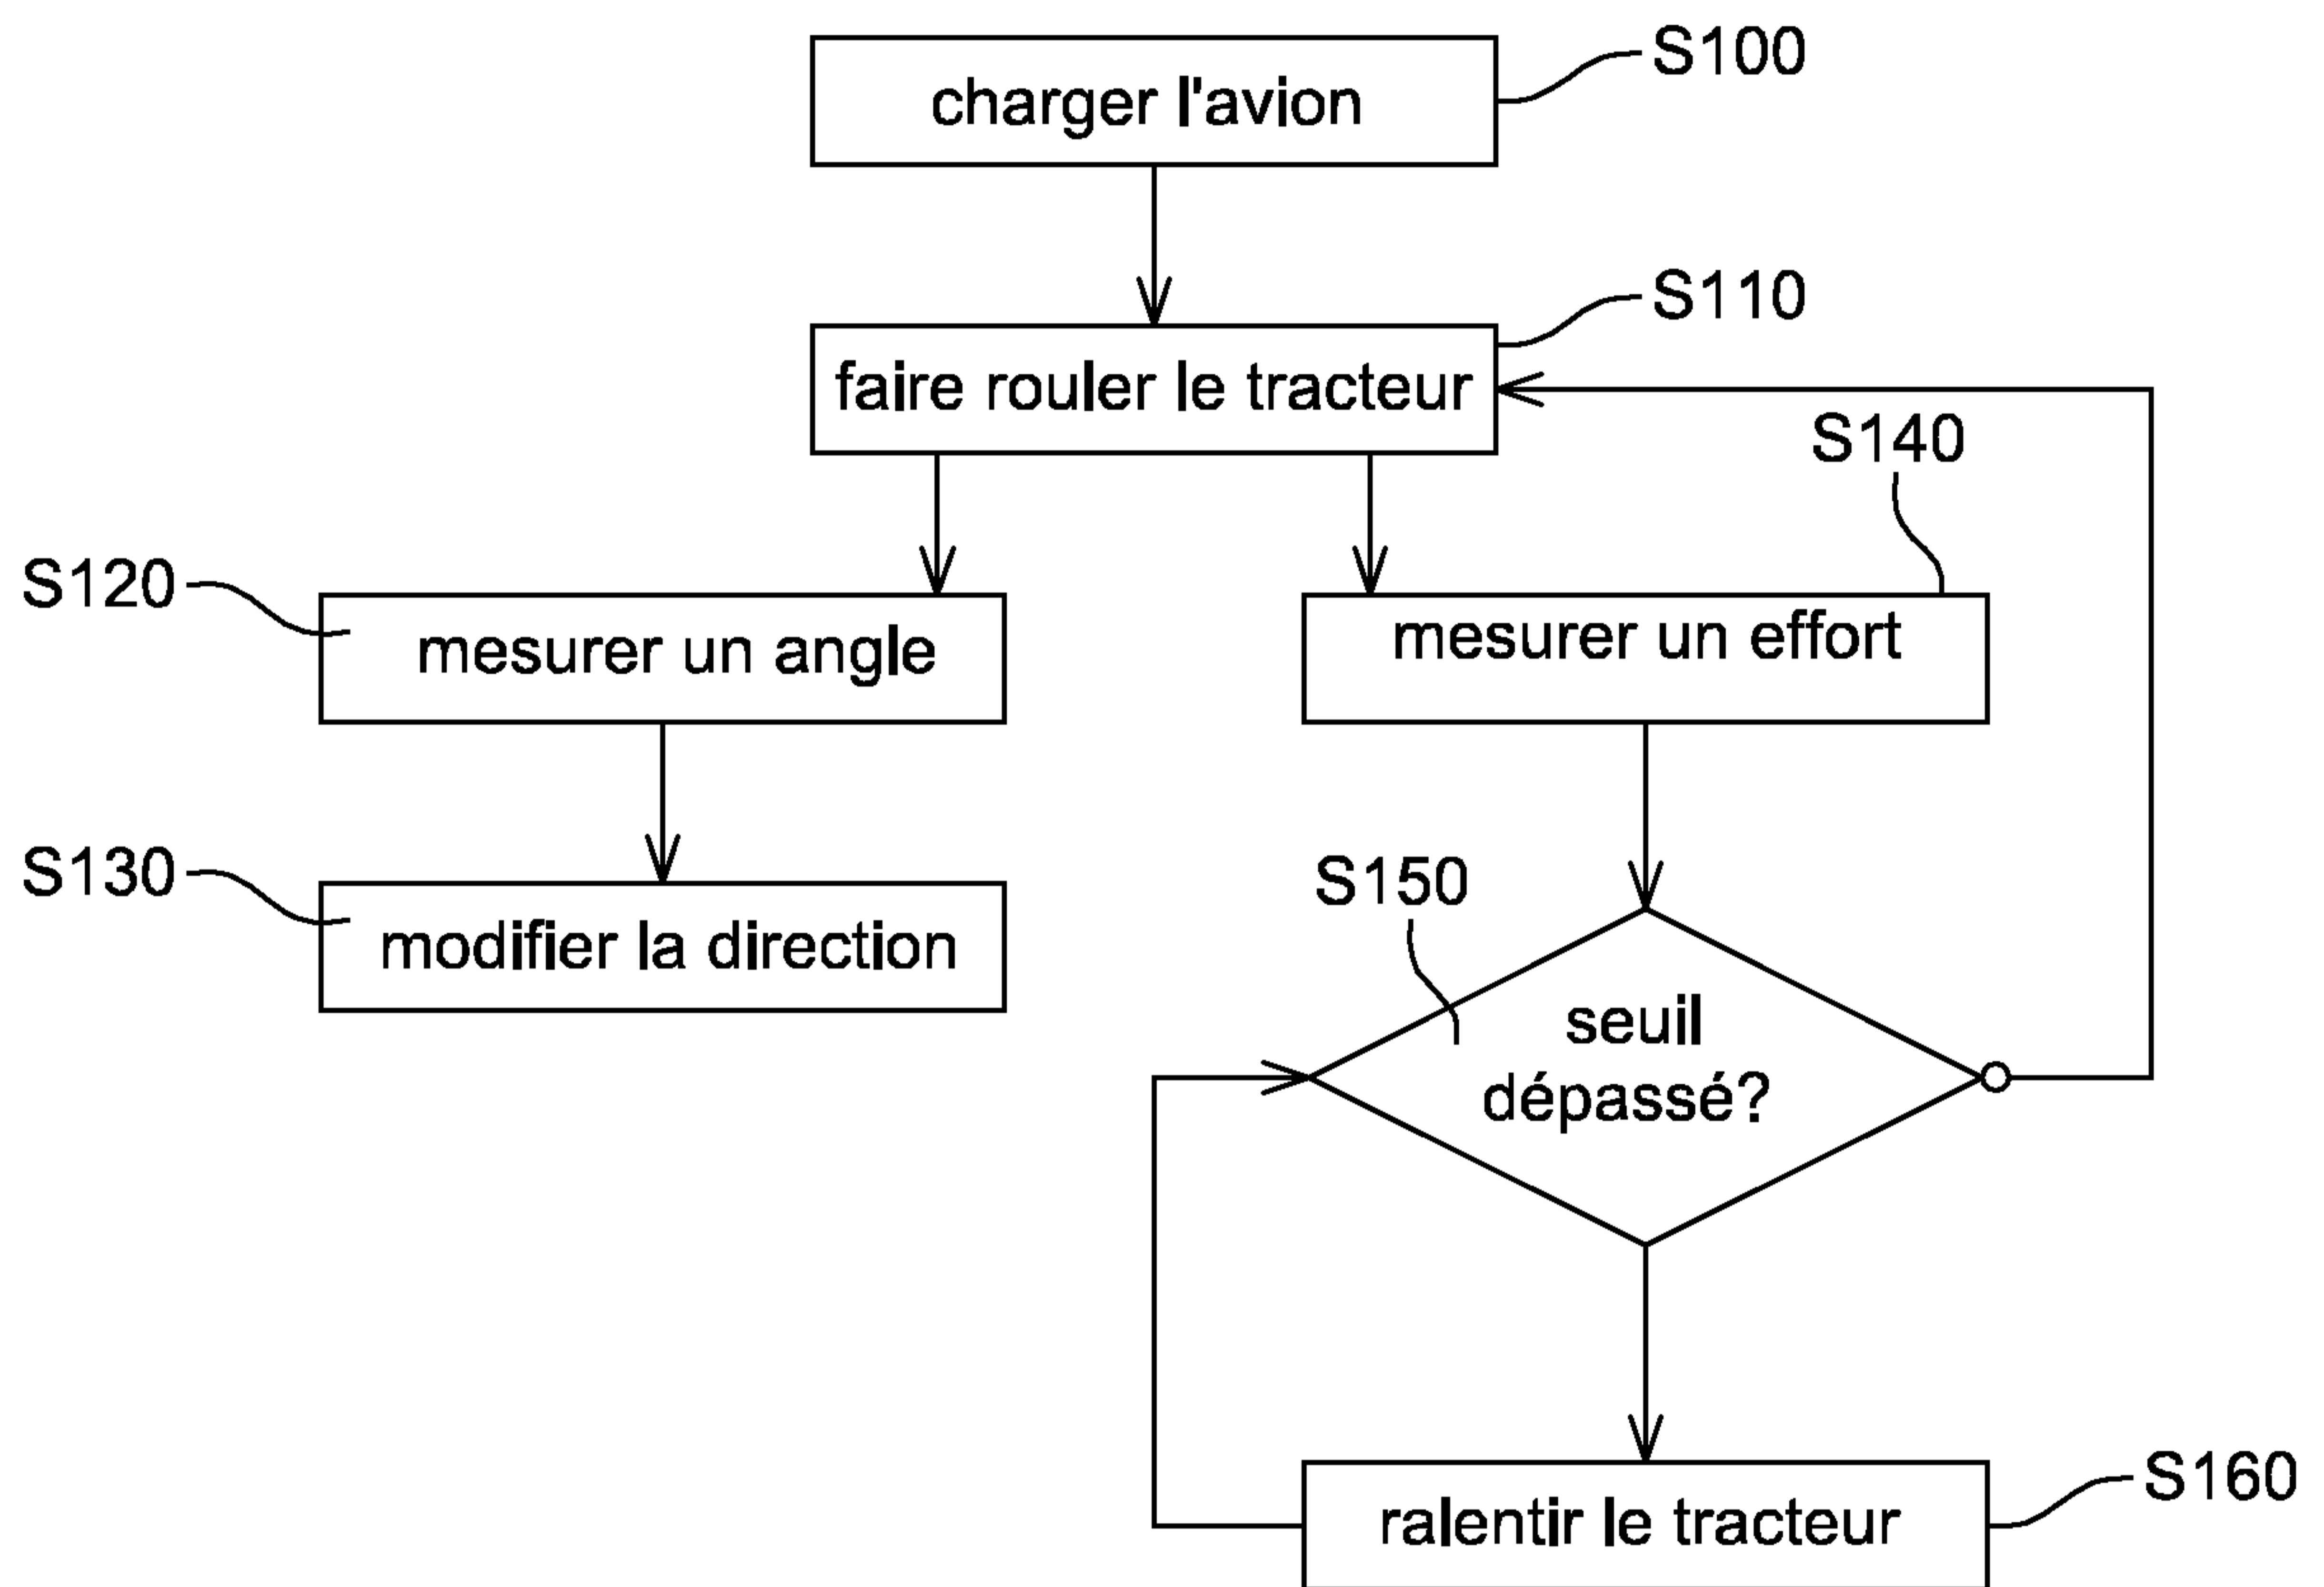 charger l'avion
S100
S110
faire rouler le tracteur
S140
S120
mesurer un angle
mesurer un effort
S130
modifier la direction
S150
seuil
dépassé?
ralentir le tracteur
S160